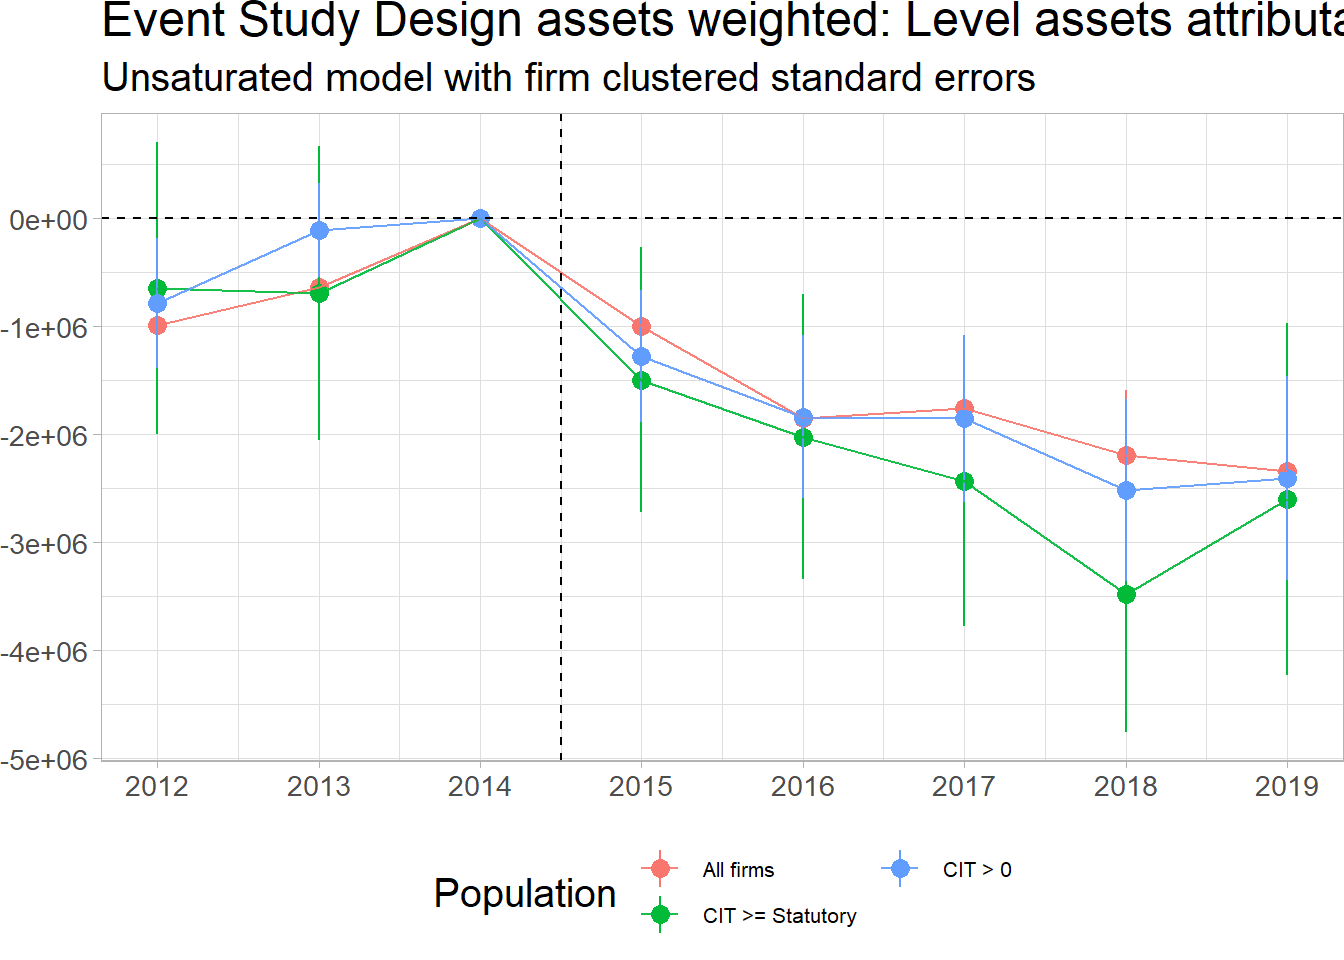 Event Study Design assets weighted: Level assets
Unsaturated model with firm clustered standard errors
0e+00
-1e+06
-2e+06
-3e+06
-4e+06
-5e+06
2012 2013 2014 2015 2016 2017 2018 2019
Population
All firms
CIT >= Statutory
CIT > 0